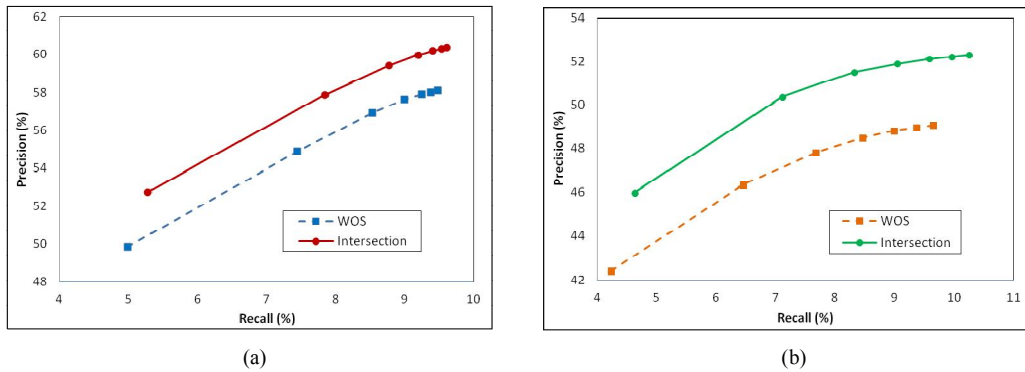 62
60
58
56
54
52
50
48
Precision (%)
4 5 6 7 8 9 10
Recall (%)
WOS
Intersection
(a)
54
52
50
48
46
44
42
Precision (%)
4 5 6 7 8 9 10 11
Recall (%)
WOS
Intersection
(b)